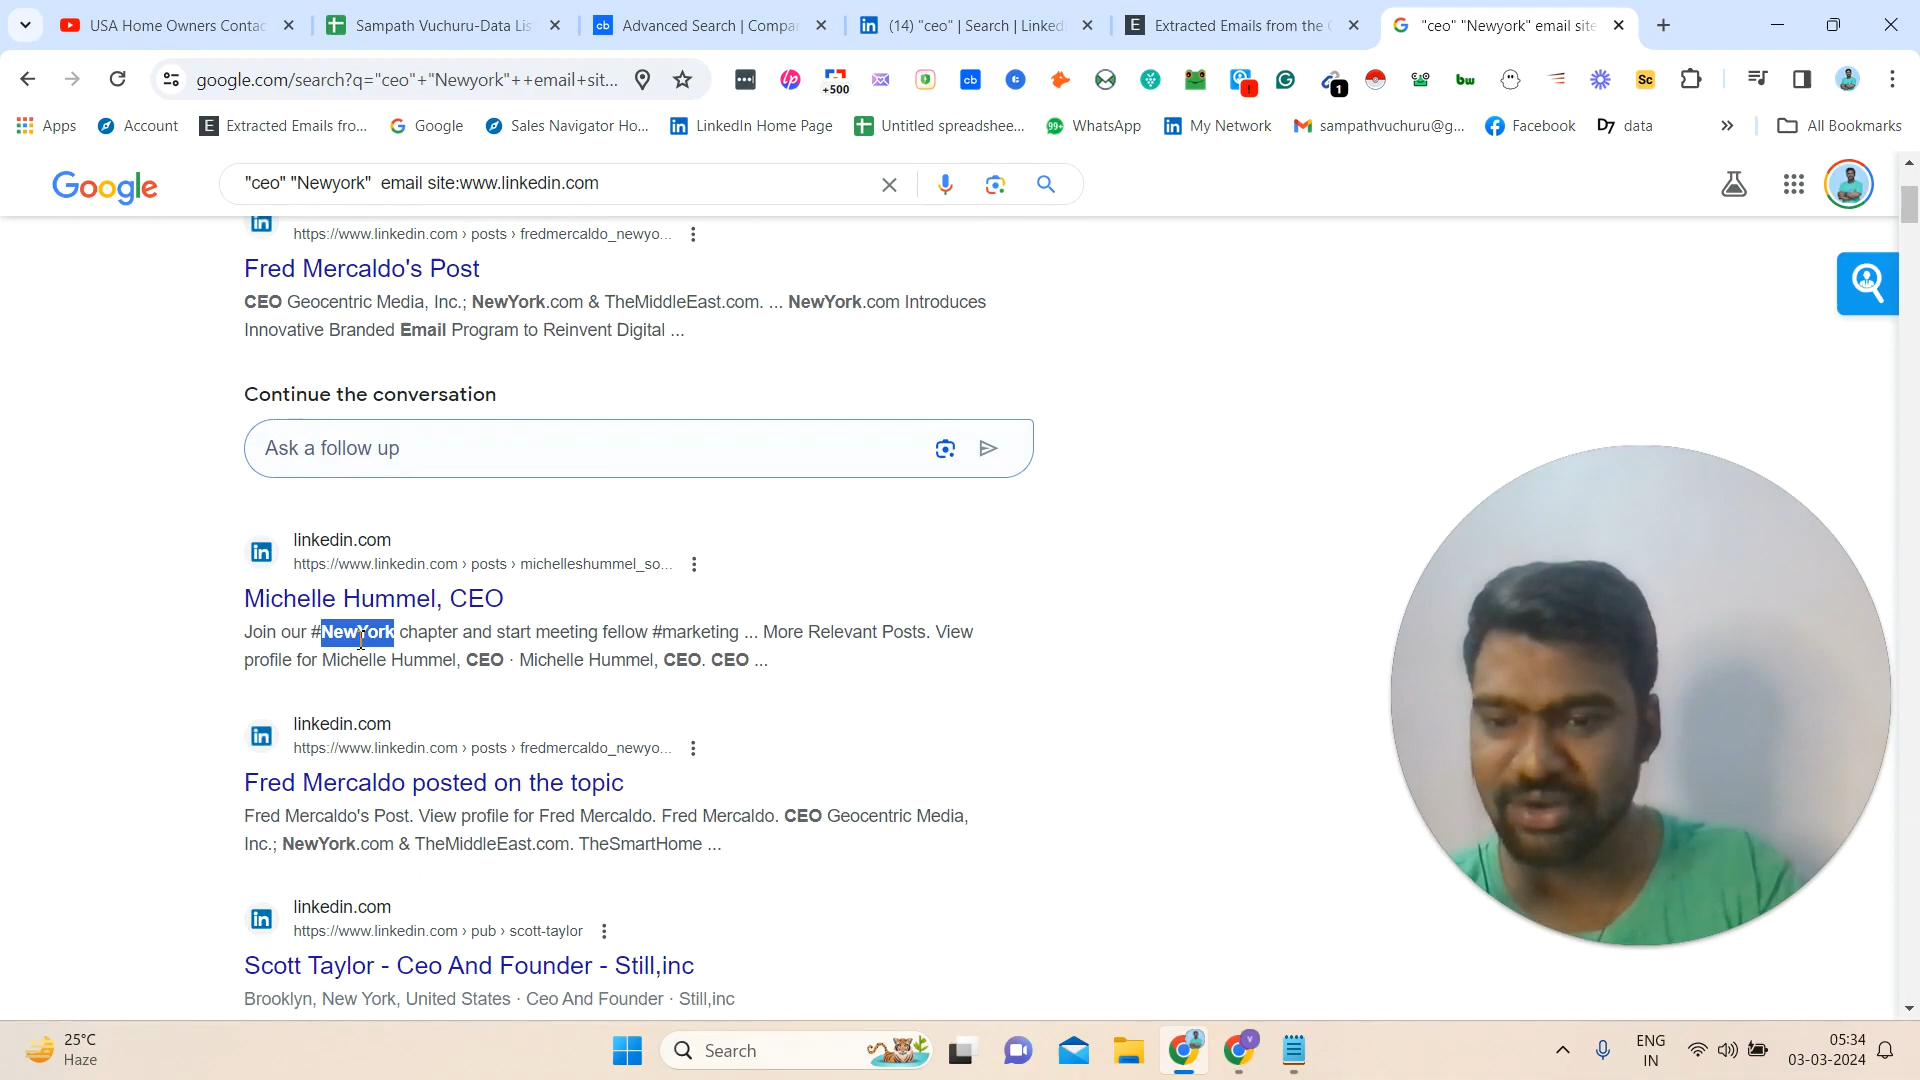 USA Home Owners Contac
Sampath Vuchuru-Data Lis
cb
Advanced Search | Compa
(14) "ceo" | Search | Linked
Extracted Emails from the
"ceo" "Newyork" email site
google.com/search?q="ceo"+"Newyork"++email+sit...
+500
cb
1
bw
Sc
Apps
Account
Extracted Emails fro...
Google
Sales Navigator Ho...
LinkedIn Home Page
Untitled spreadshee...
99+
WhatsApp
My Network
sampathvuchuru@g...
Facebook
data
All Bookmarks
Google
"ceo" "Newyork"  email site:www.linkedin.com
https://www.linkedin.com › posts › fredmercaldo_newyo...
Fred Mercaldo's Post
CEO Geocentric Media, Inc.; NewYork.com & TheMiddleEast.com. ... NewYork.com Introduces
Innovative Branded Email Program to Reinvent Digital ...
Continue the conversation
Ask a follow up
linkedin.com
https://www.linkedin.com › posts › michelleshummel_so...
Michelle Hummel, CEO
Join our #NewYork chapter and start meeting fellow #marketing ... More Relevant Posts. View
profile for Michelle Hummel, CEO · Michelle Hummel, CEO. CEO ...
linkedin.com
https://www.linkedin.com › posts › fredmercaldo_newyo...
Fred Mercaldo posted on the topic
Fred Mercaldo's Post. View profile for Fred Mercaldo. Fred Mercaldo. CEO Geocentric Media,
Inc.; NewYork.com & TheMiddleEast.com. TheSmartHome ...
linkedin.com
https://www.linkedin.com › pub › scott-taylor
Scott Taylor - Ceo And Founder - Still,inc
Brooklyn, New York, United States · Ceo And Founder · Still,inc
25°C
Haze
Search
ENG
IN
05:34
03-03-2024